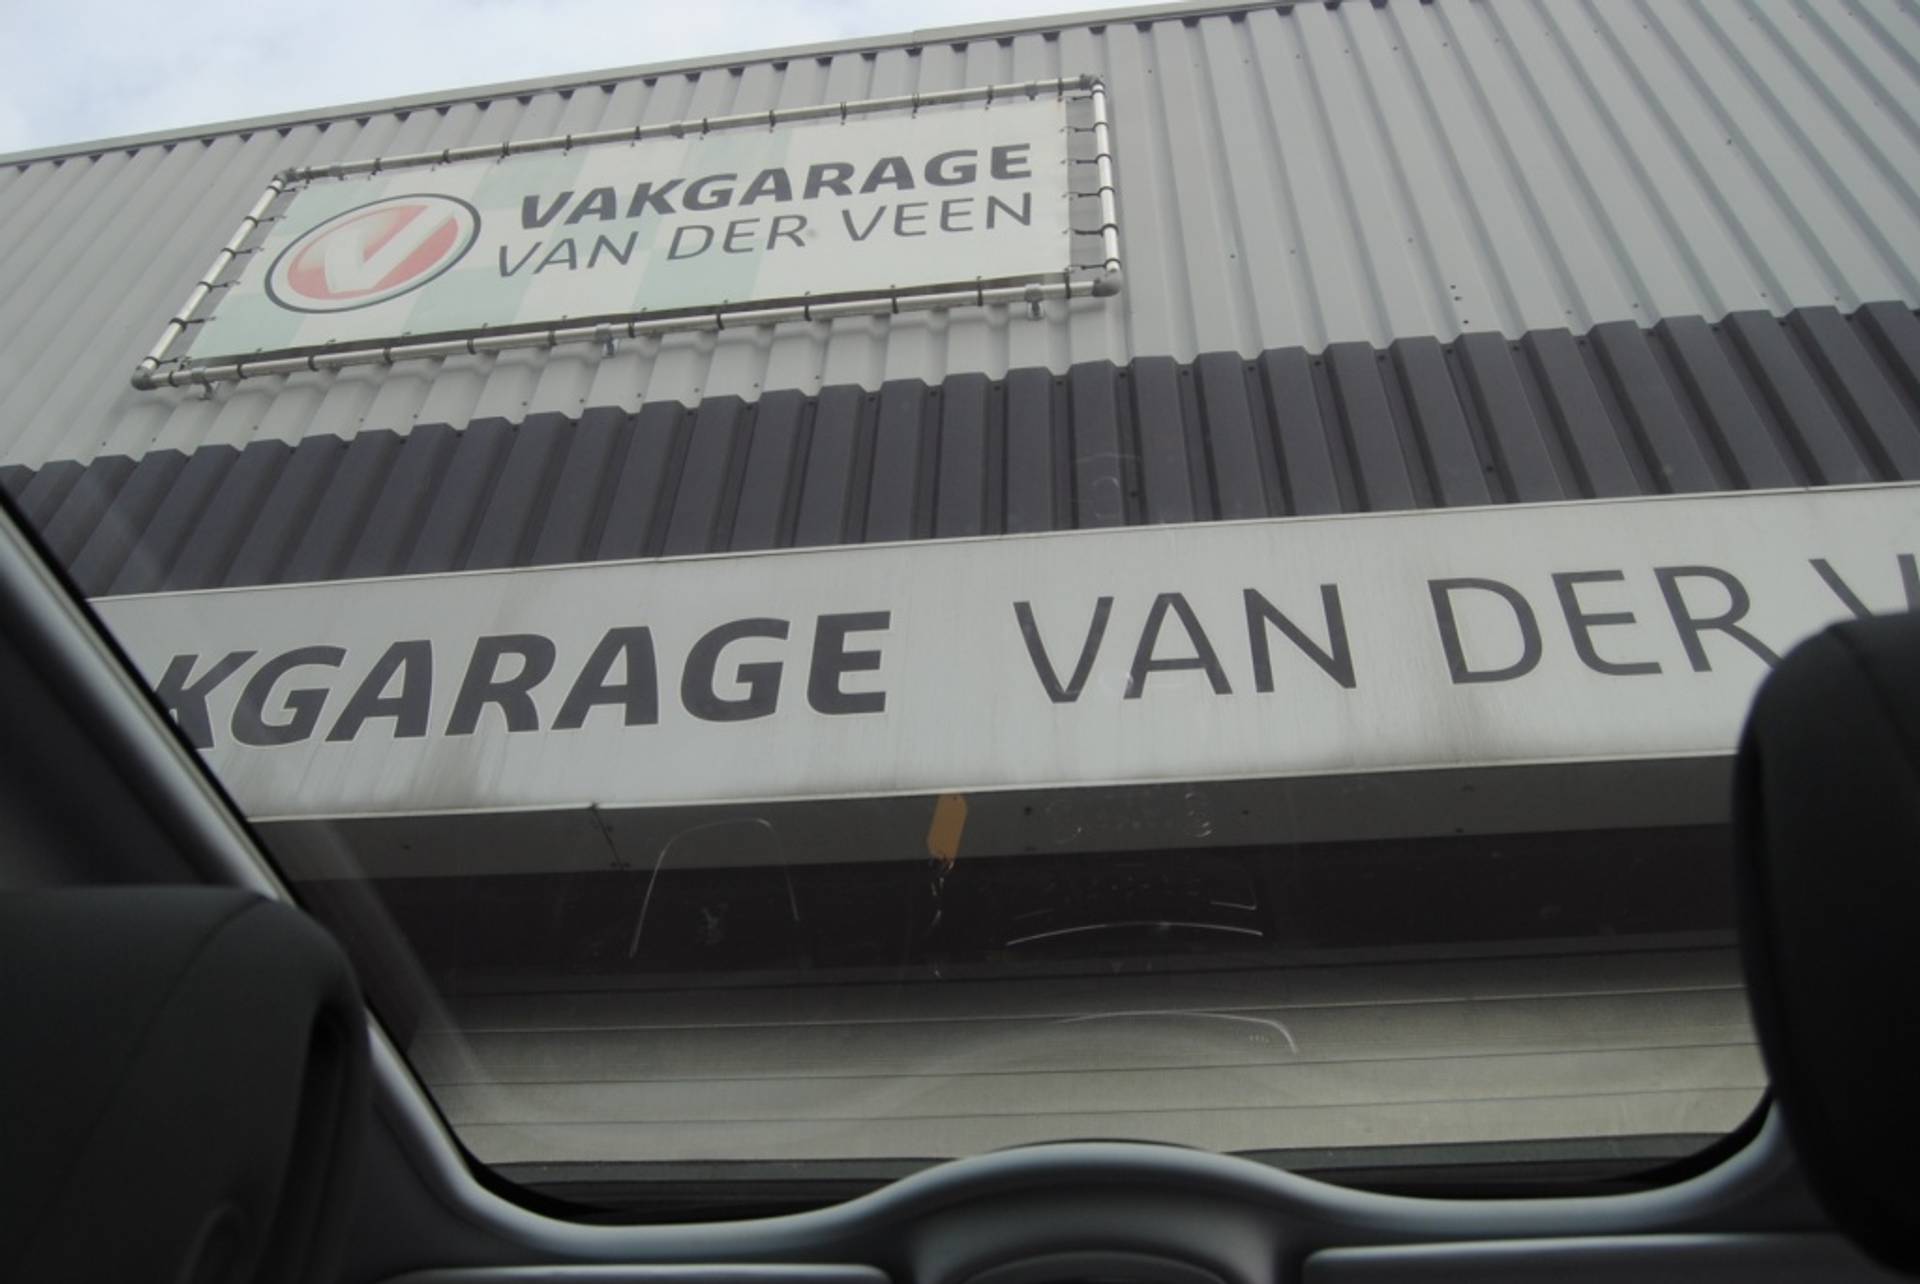 VAKGARAGE
VAN DER VEEN
KGARAGE VAN DER V